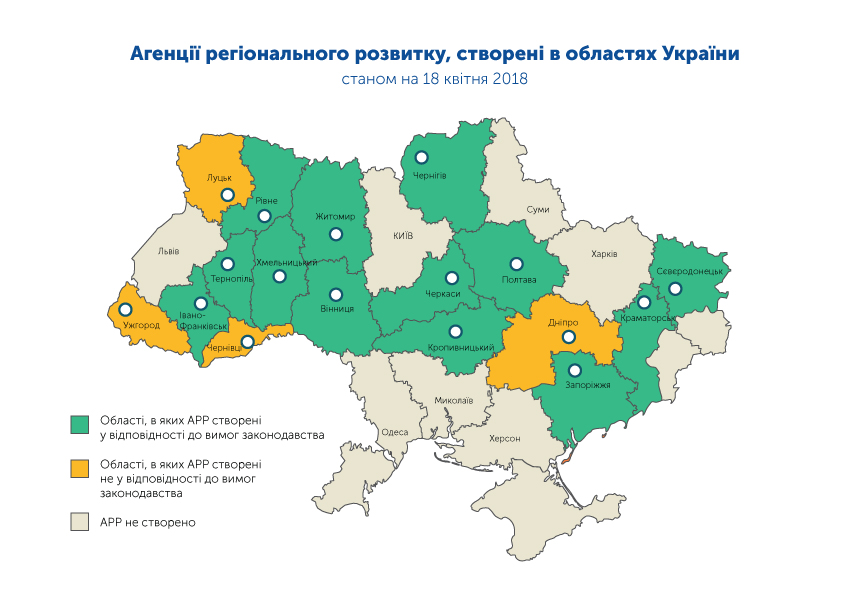 Агенції регіонального розвитку, створені в областях України
станом на 18 квітня 2018
Луцьк
Рівне
Житомир
Чернігів
КИЇВ
Суми
Львів
Тернопіль
Хмельницький
Вінниця
Черкаси
Полтава
Харків
Сєвєродонецьк
Ужгород
Івано-
Франківськ
Чернівці
Кропивницький
Дніпро
Краматорськ
Запоріжжя
Миколаїв
Одеса
Херсон
Області, в яких АРР створені
у відповідності до вимог законодавства
Області, в яких АРР створені
не у відповідності до вимог
законодавства
АРР не створено